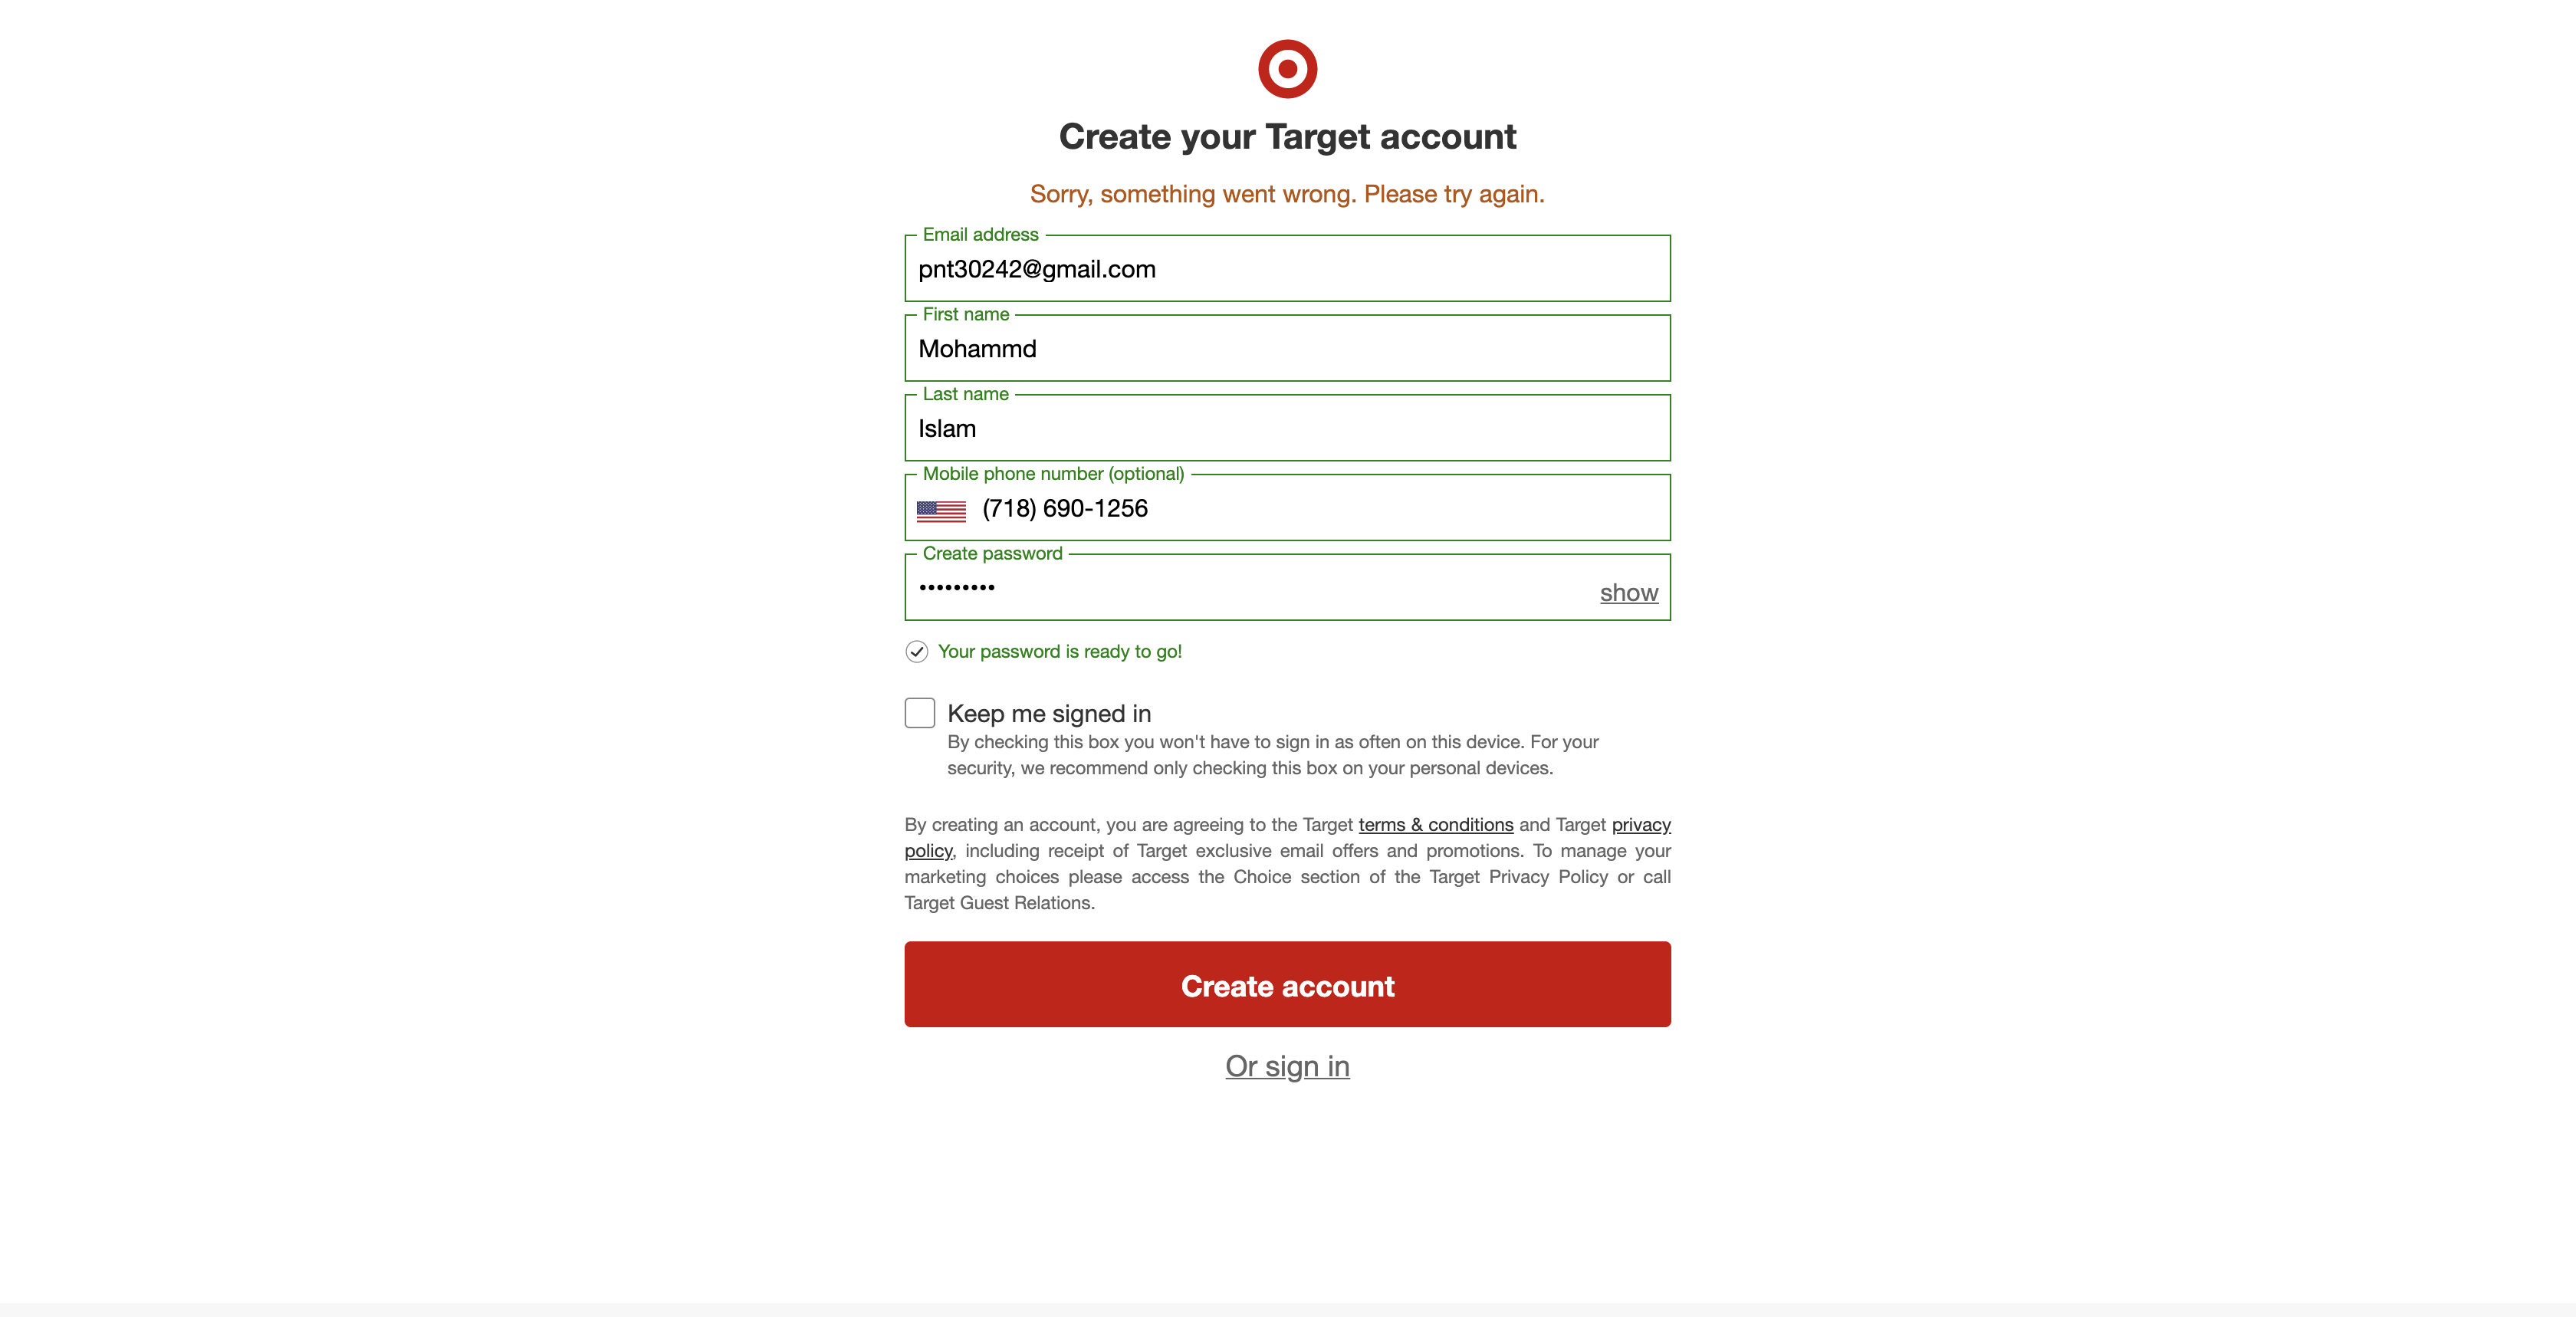 Create your Target account
Sorry, something went wrong. Please try again.
Email address
pnt30242@gmail.com
First name
Mohammd
Last name
Islam
Mobile phone number (optional)
(718) 690-1256
Create password
•••••••••
show
Your password is ready to go!
Keep me signed in
By checking this box you won't have to sign in as often on this device. For your
security, we recommend only checking this box on your personal devices.
By creating an account, you are agreeing to the Target terms & conditions and Target privacy
policy, including receipt of Target exclusive email offers and promotions. To manage your
marketing choices please access the Choice section of the Target Privacy Policy or call
Target Guest Relations.
Create account
Or sign in